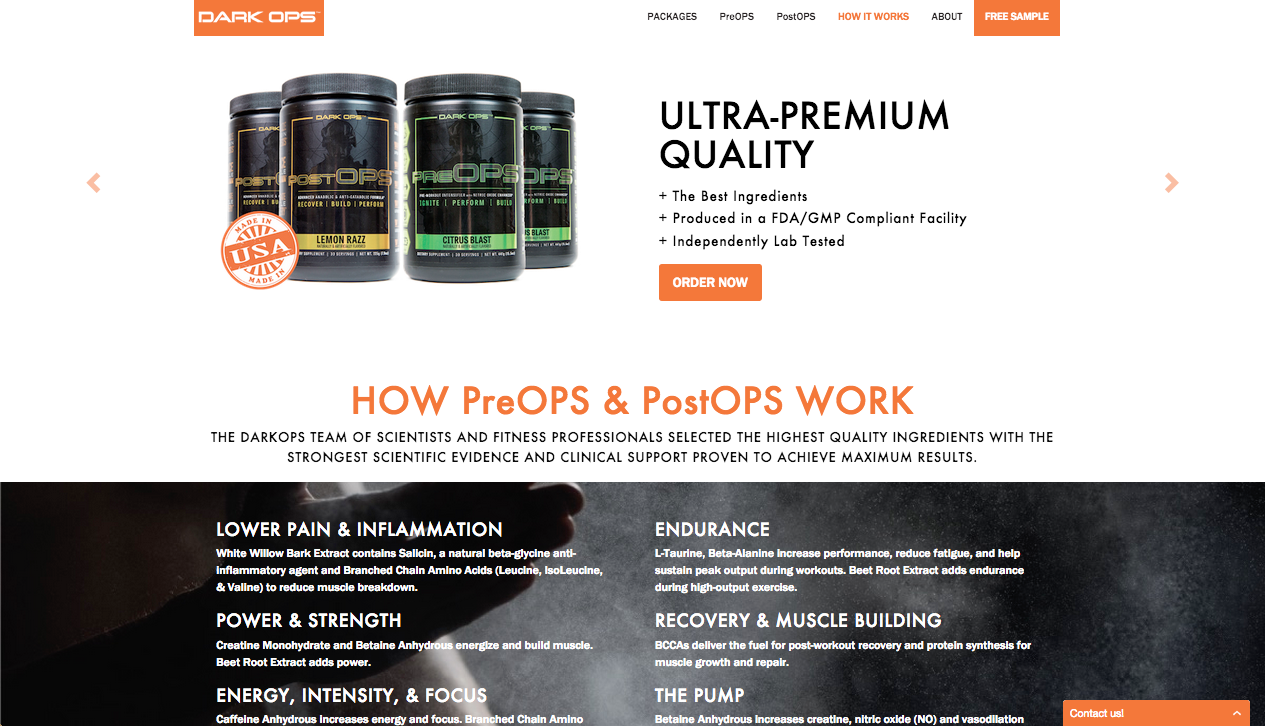 DARK OPS™
PACKAGES
PreOPS
PostOPS
HOW IT WORKS
ABOUT
FREE SAMPLE
DARK OPS
postOPS
RECOVER | BUILD | PERFORM
LEMON RAZZ
DARK OPS
preOPS
IGNITE | PERFORM | BUILD
CITRUS BLAST
MADE IN
USA
MADE IN
ULTRA-PREMIUM
QUALITY
+ The Best Ingredients
+ Produced in a FDA/GMP Compliant Facility
+ Independently Lab Tested
ORDER NOW
HOW PreOPS & PostOPS WORK
THE DARKOPS TEAM OF SCIENTISTS AND FITNESS PROFESSIONALS SELECTED THE HIGHEST QUALITY INGREDIENTS WITH THE
STRONGEST SCIENTIFIC EVIDENCE AND CLINICAL SUPPORT PROVEN TO ACHIEVE MAXIMUM RESULTS.
LOWER PAIN & INFLAMMATION
White Willow Bark Extract contains Salicin, a natural beta-glycine anti-
inflammatory agent and Branched Chain Amino Acids (Leucine, IsoLeucine,
& Valine) to reduce muscle breakdown.
POWER & STRENGTH
Creatine Monohydrate and Betaine Anhydrous energize and build muscle.
Beet Root Extract adds power.
ENERGY, INTENSITY, & FOCUS
Caffeine Anhydrous increases energy and focus. Branched Chain Amino
ENDURANCE
L-Taurine, Beta-Alanine increase performance, reduce fatigue, and help
sustain peak output during workouts. Beet Root Extract adds endurance
during high-output exercise.
RECOVERY & MUSCLE BUILDING
BCCAs deliver the fuel for post-workout recovery and protein synthesis for
muscle growth and repair.
THE PUMP
Betaine Anhydrous increases creatine, nitric oxide (NO) and vasodilation
Contact us!